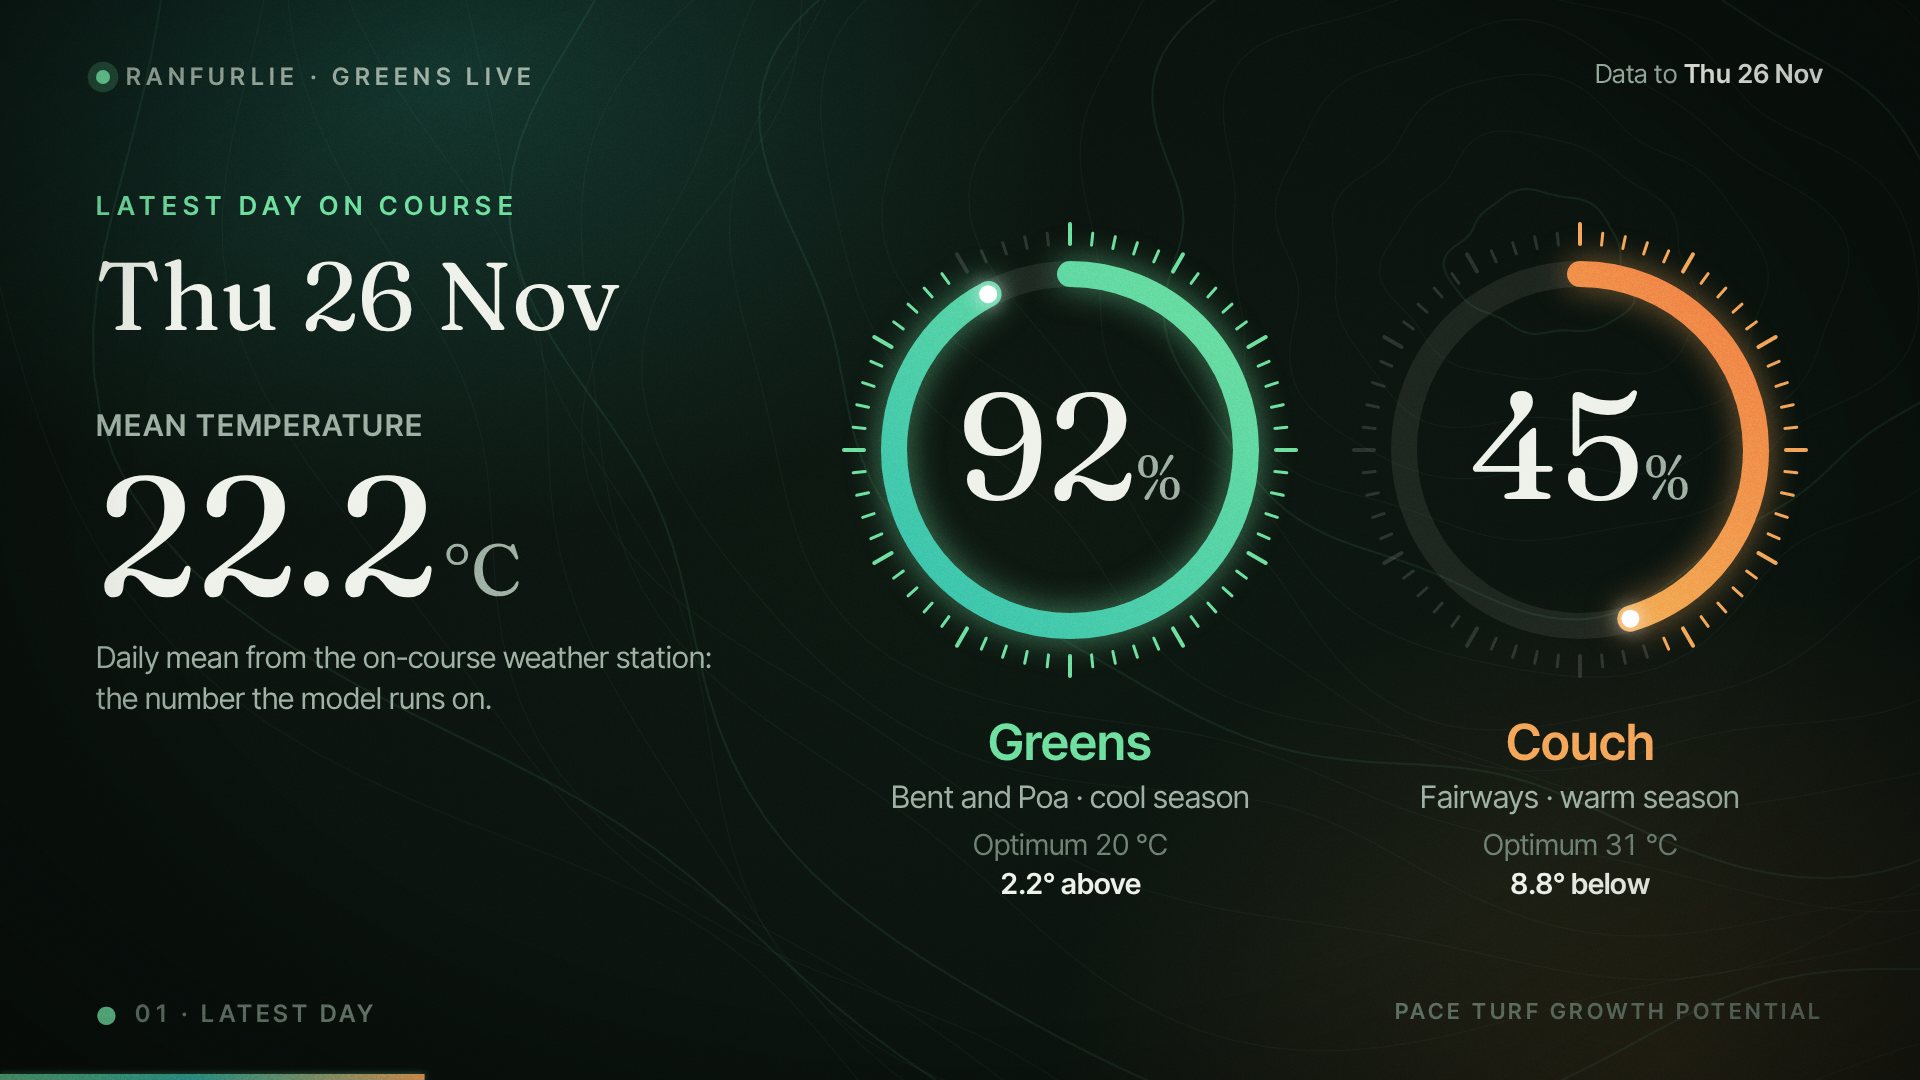 RANFURLIE · GREENS LIVE
Data to Thu 26 Nov
LATEST DAY ON COURSE
Thu 26 Nov
MEAN TEMPERATURE
22.2 °C
Daily mean from the on-course weather station:
the number the model runs on.
92%
Greens
Bent and Poa · cool season
Optimum 20 °C
2.2° above
45%
Couch
Fairways · warm season
Optimum 31 °C
8.8° below
01 · LATEST DAY
PACE TURF GROWTH POTENTIAL